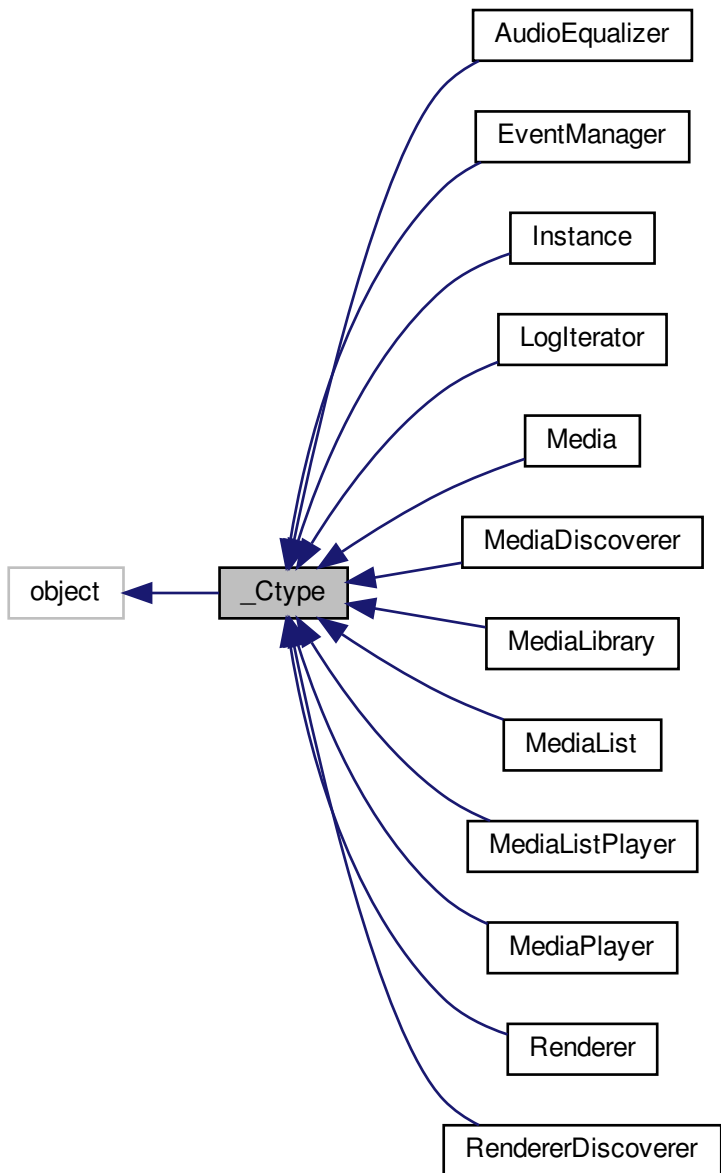 AudioEqualizer
EventManager
Instance
LogIterator
Media
MediaDiscoverer
object
_Ctype
MediaLibrary
MediaList
MediaListPlayer
MediaPlayer
Renderer
RendererDiscoverer